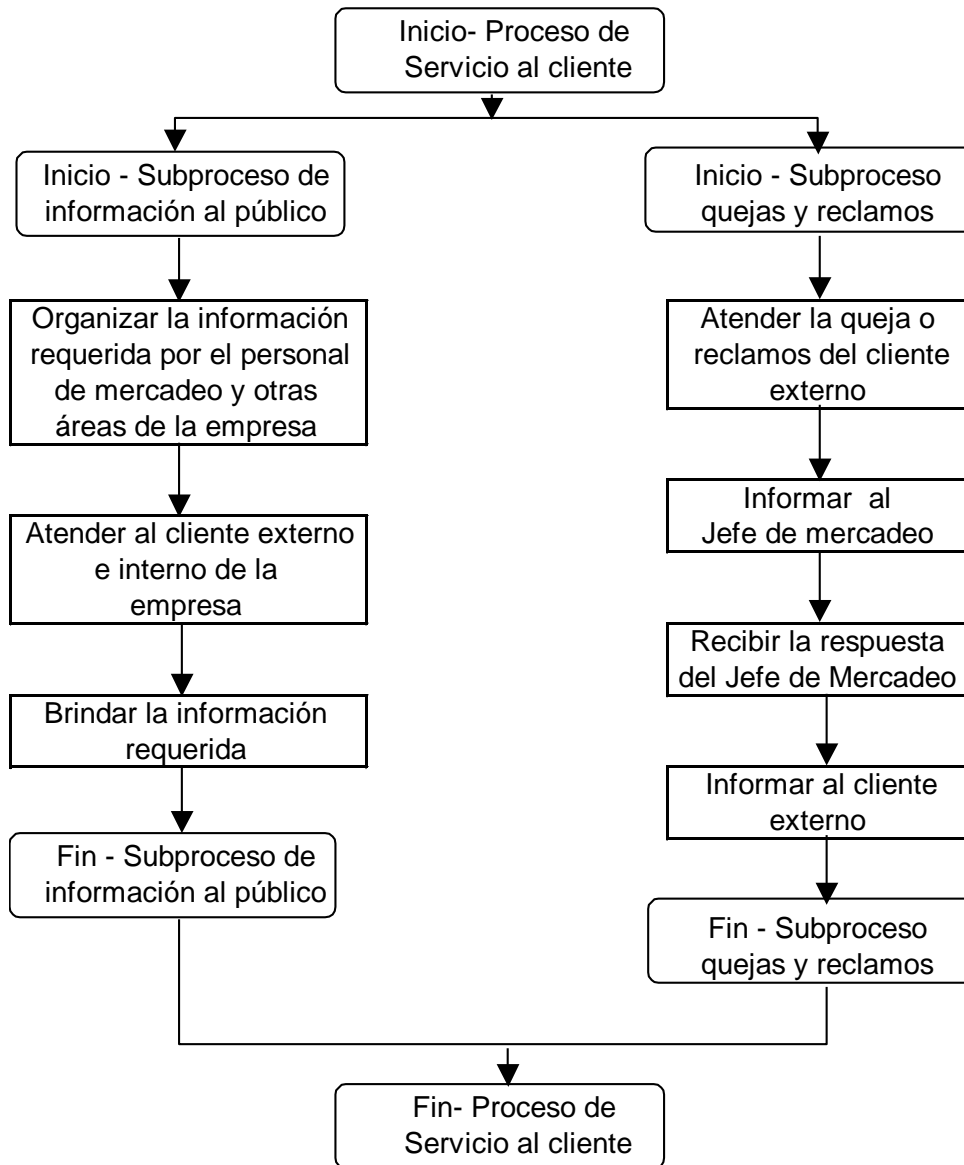 Inicio- Proceso de
Servicio al cliente
Inicio - Subproceso de
información al público
Organizar la información
requerida por el personal
de mercadeo y otras
áreas de la empresa
Atender al cliente externo
e interno de la
empresa
Brindar la información
requerida
Fin - Subproceso de
información al público
Inicio - Subproceso
quejas y reclamos
Atender la queja o
reclamos del cliente
externo
Informar al
Jefe de mercadeo
Recibir la respuesta
del Jefe de Mercadeo
Informar al cliente
externo
Fin - Subproceso
quejas y reclamos
Fin- Proceso de
Servicio al cliente